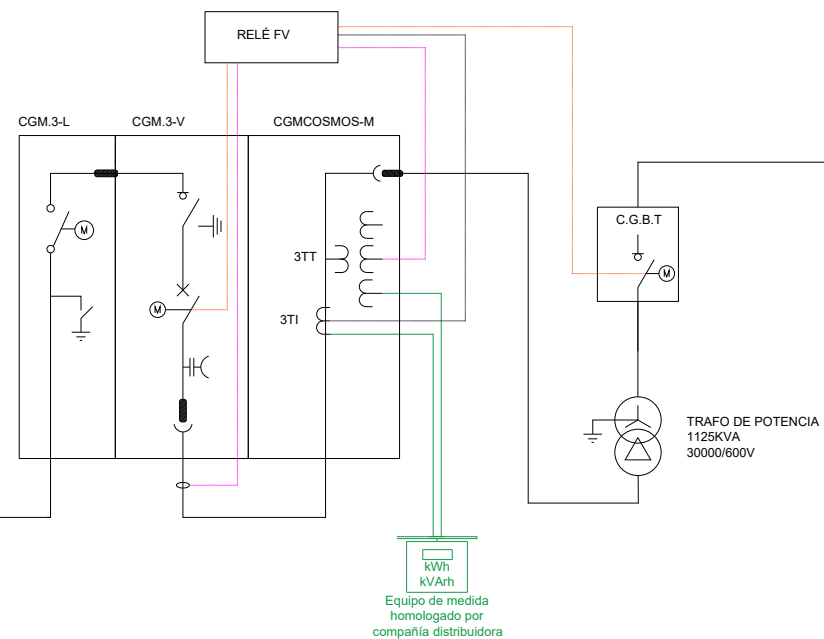 RELÉ FV
CGM.3-L
CGM.3-V
CGMCOSMOS-M
C.G.B.T
M
M
M
3TT
3TI
TRAFO DE POTENCIA
1125KVA
30000/600V
kWh
kVArh
Equipo de medida
homologado por
compañía distribuidora